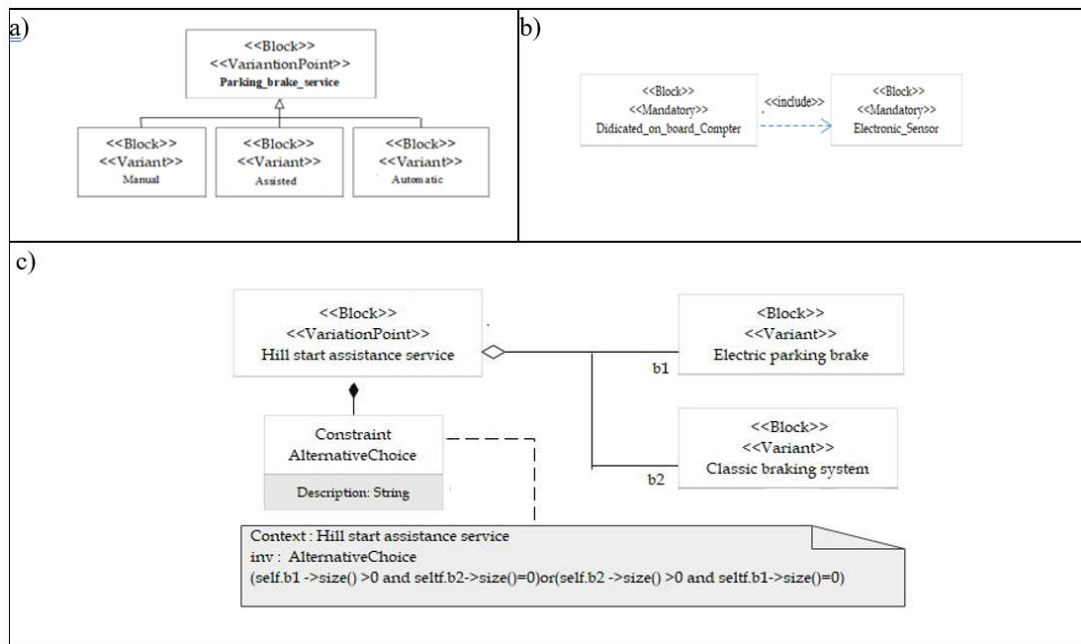 a)
<<Block>>
<<VariantionPoint>>
Parking_brake_service
<<Block>>
<<Variant>>
Manual
<<Block>>
<<Variant>>
Assisted
<<Block>>
<<Variant>>
Automatic
b)
<<Block>>
<<Mandatory>>
Didicated_on_board_Compter
<<include>>
<<Block>>
<<Mandatory>>
Electronic_Sensor
c)
<<Block>>
<<VariationPoint>>
Hill start assistance service
<Block>>
<<Variant>>
Electric parking brake
b1
<<Block>>
<<Variant>>
Classic braking system
b2
Constraint
AlternativeChoice
Description: String
Context : Hill start assistance service
inv : AlternativeChoice
(self.b1 ->size() >0 and seltf.b2->size()=0)or(self.b2 ->size() >0 and seltf.b1->size()=0)